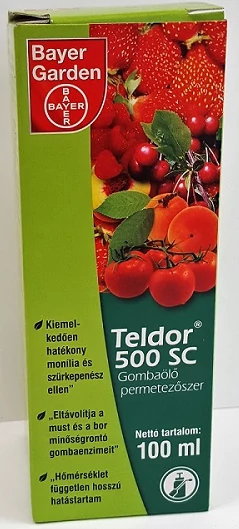 Bayer
Garden
BAYER
BAYER
Teldor®
500 SC
Gombaölő
permetezőszer
Nettó tartalom:
100 ml
Kiemel-
kedően
hatékony
monília és
szürkepenész
ellen”
„Eltávolítja a
must és a bor
minőségrontó
gombaenzimeit”
„Hőmérséklet
független hosszú
hatástartam